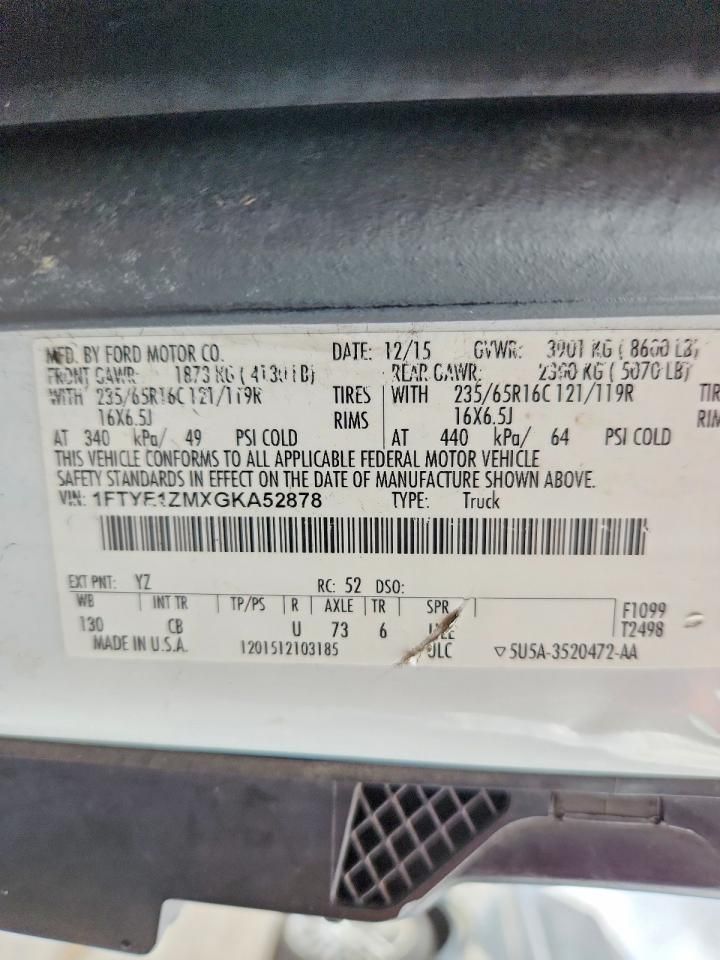 MFD. BY FORD MOTOR CO. DATE: 12/15 GVWR: 3901 KG ( 8600 LB)
FRONT GAWR: 1873 KG ( 4130 LB) REAR GAWR: 2300 KG ( 5070 LB)
WITH 235/65R16C 121/119R TIRES WITH 235/65R16C 121/119R TIR
16X6.5J RIMS 16X6.5J RIM
AT 340 kPa/ 49 PSI COLD AT 440 kPa/ 64 PSI COLD
THIS VEHICLE CONFORMS TO ALL APPLICABLE FEDERAL MOTOR VEHICLE
SAFETY STANDARDS IN EFFECT ON THE DATE OF MANUFACTURE SHOWN ABOVE.
VIN: 1FTYE1ZMXGKA52878 TYPE: Truck
EXT PNT: YZ RC: 52 DSO:
WB INT TR TP/PS R AXLE TR SPR F1099
130 CB U 73 6 T2498
MADE IN U.S.A. 1201512103185 ULC ▽5U5A-3520472-AA